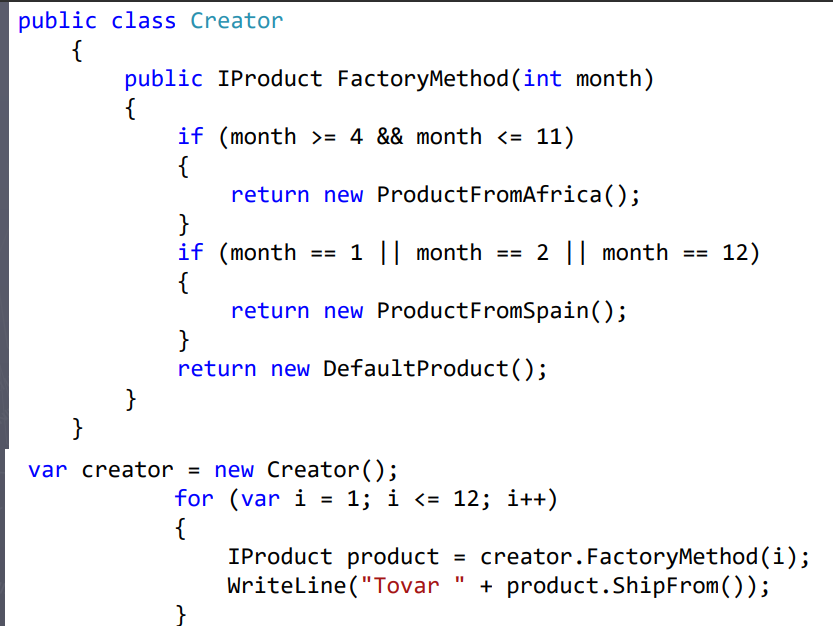 public class Creator
{
public IProduct FactoryMethod(int month)
{
if (month >= 4 && month <= 11)
{
return new ProductFromAfrica();
}
if (month == 1 || month == 2 || month == 12)
{
return new ProductFromSpain();
}
return new DefaultProduct();
}
}
var creator = new Creator();
for (var i = 1; i <= 12; i++)
{
IProduct product = creator.FactoryMethod(i);
WriteLine("Tovar " + product.ShipFrom());
}